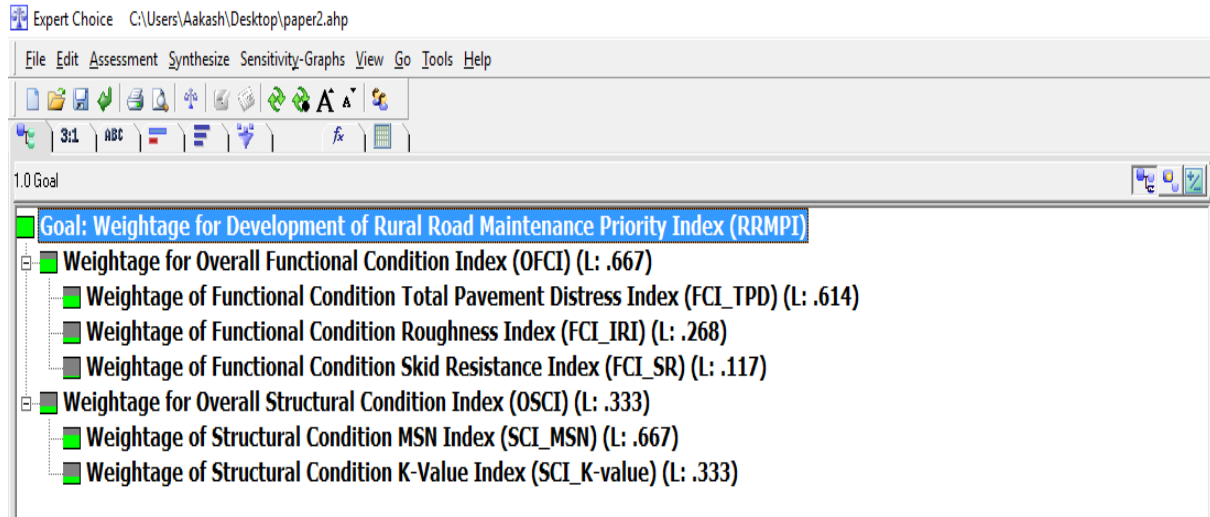 Expert Choice C:\Users\Aakash\Desktop\paper2.ahp
File Edit Assessment Synthesize Sensitivity-Graphs View Go Tools Help
A A
3:1 ABC fx
1.0 Goal
Goal: Weightage for Development of Rural Road Maintenance Priority Index (RRMPI)
Weightage for Overall Functional Condition Index (OFCI) (L: .667)
Weightage of Functional Condition Total Pavement Distress Index (FCI_TPD) (L: .614)
Weightage of Functional Condition Roughness Index (FCI_IRI) (L: .268)
Weightage of Functional Condition Skid Resistance Index (FCI_SR) (L: .117)
Weightage for Overall Structural Condition Index (OSCI) (L: .333)
Weightage of Structural Condition MSN Index (SCI_MSN) (L: .667)
Weightage of Structural Condition K-Value Index (SCI_K-value) (L: .333)